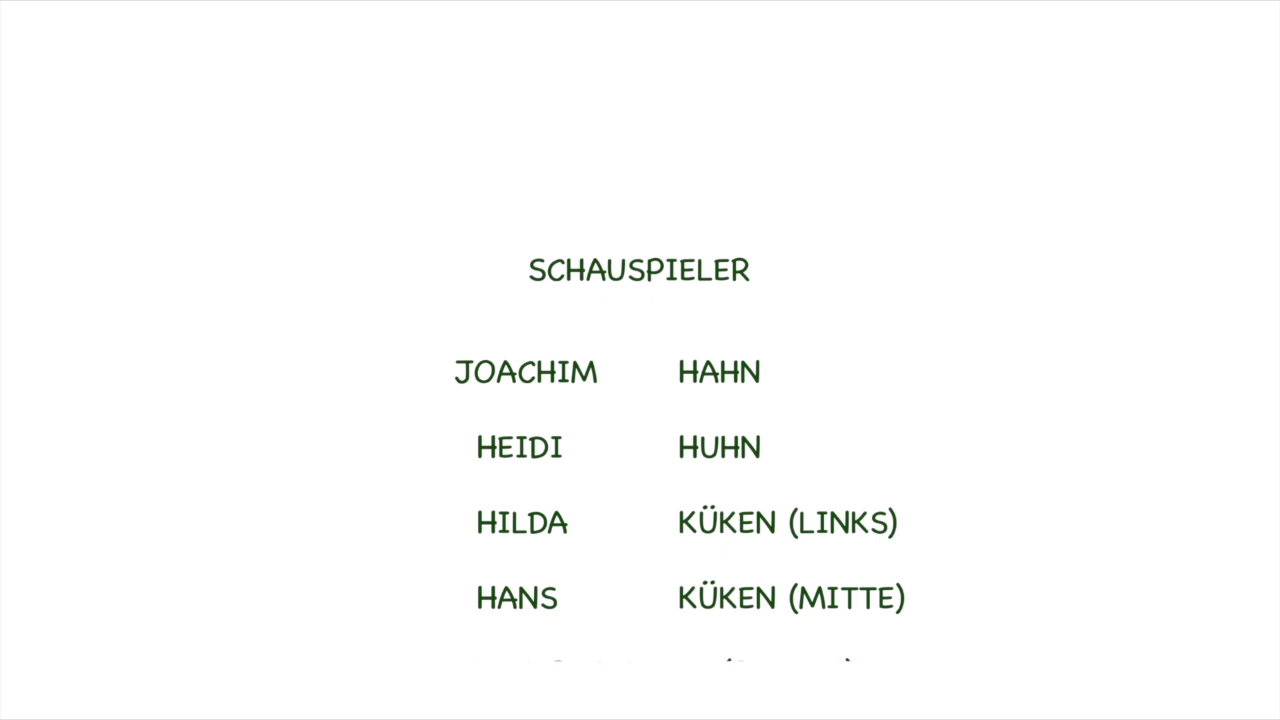 SCHAUSPIELER
JOACHIM HAHN
HEIDI HUHN
HILDA KÜKEN (LINKS)
HANS KÜKEN (MITTE)